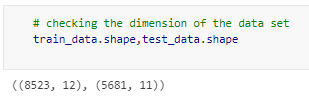 # checking the dimension of the data set
train_data.shape,test_data.shape
((8523, 12), (5681, 11))